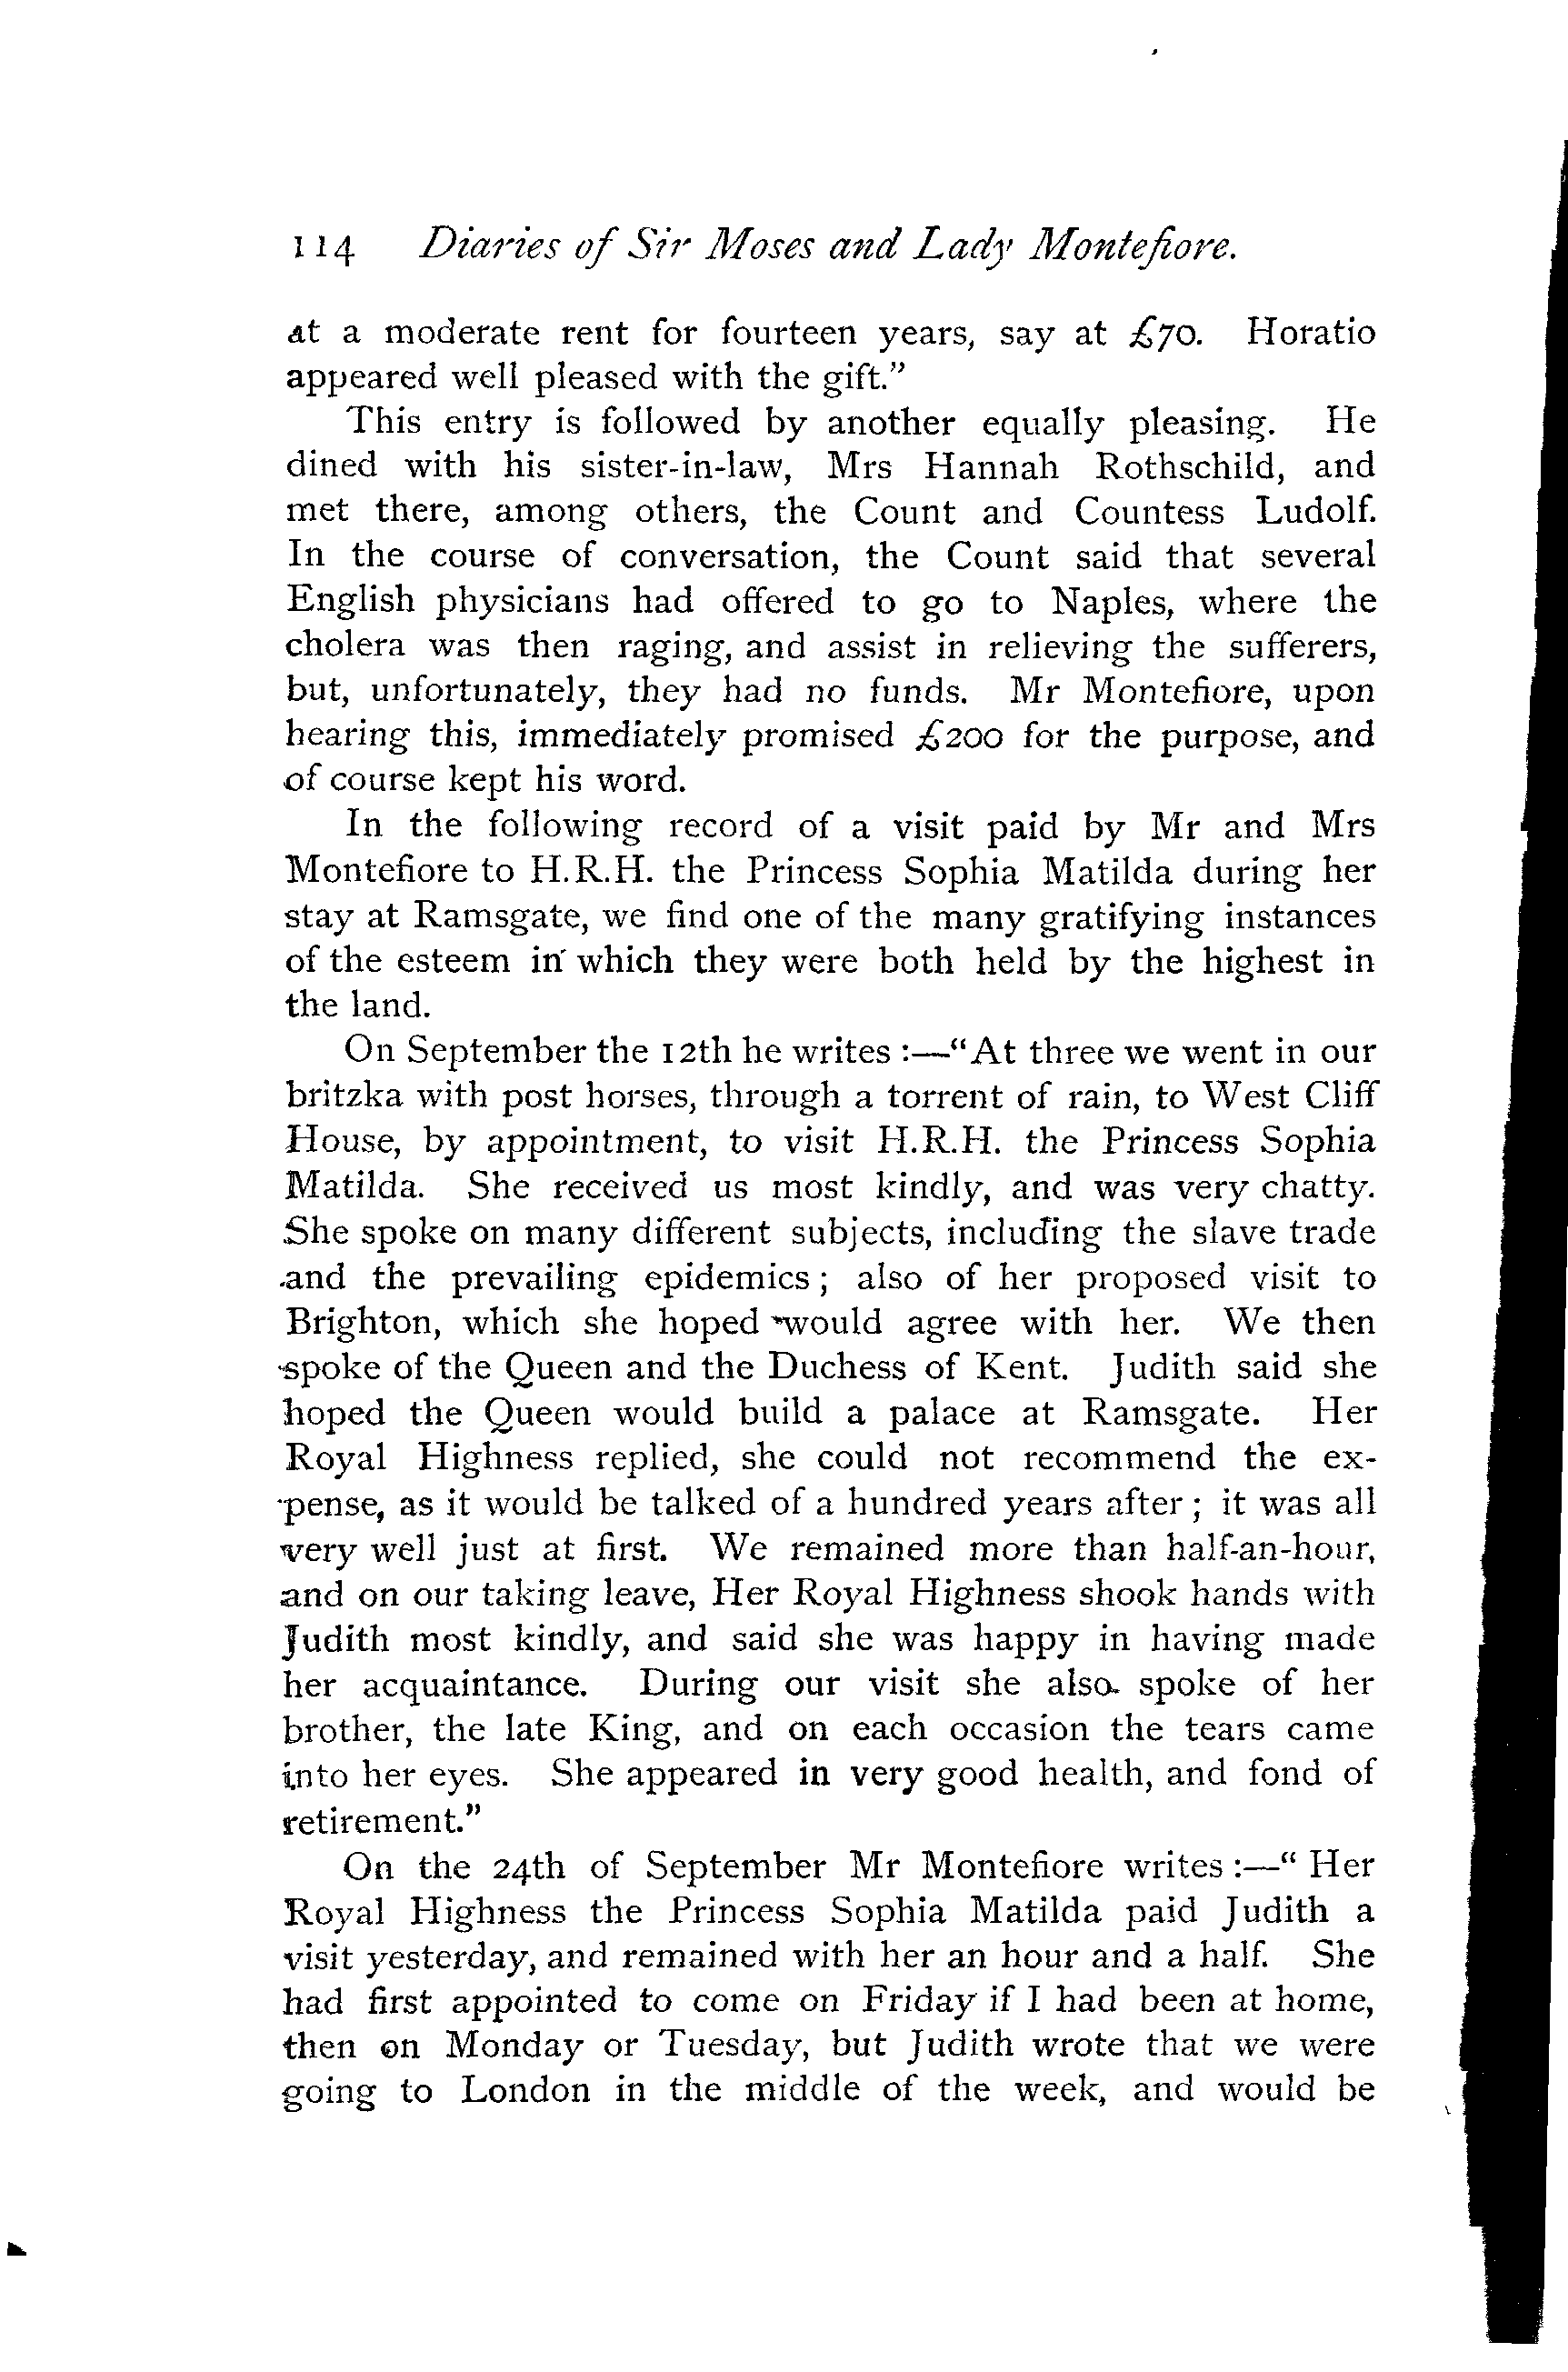 114 Diaries of Sir Moses and Lady Montefiore.
at a moderate rent for fourteen years, say at £70. Horatio
appeared well pleased with the gift."
This entry is followed by another equally pleasing. He
dined with his sister-in-law, Mrs Hannah Rothschild, and
met there, among others, the Count and Countess Ludolf.
In the course of conversation, the Count said that several
English physicians had offered to go to Naples, where the
cholera was then raging, and assist in relieving the sufferers,
but, unfortunately, they had no funds. Mr Montefiore, upon
hearing this, immediately promised £200 for the purpose, and
of course kept his word.
In the following record of a visit paid by Mr and Mrs
Montefiore to H.R.H. the Princess Sophia Matilda during her
stay at Ramsgate, we find one of the many gratifying instances
of the esteem in which they were both held by the highest in
the land.
On September the 12th he writes :—"At three we went in our
britzka with post horses, through a torrent of rain, to West Cliff
House, by appointment, to visit H.R.H. the Princess Sophia
Matilda. She received us most kindly, and was very chatty.
She spoke on many different subjects, including the slave trade
and the prevailing epidemics ; also of her proposed visit to
Brighton, which she hoped would agree with her. We then
spoke of the Queen and the Duchess of Kent. Judith said she
hoped the Queen would build a palace at Ramsgate. Her
Royal Highness replied, she could not recommend the ex-
pense, as it would be talked of a hundred years after ; it was all
very well just at first. We remained more than half-an-hour,
and on our taking leave, Her Royal Highness shook hands with
Judith most kindly, and said she was happy in having made
her acquaintance. During our visit she also spoke of her
brother, the late King, and on each occasion the tears came
into her eyes. She appeared in very good health, and fond of
retirement."
On the 24th of September Mr Montefiore writes :—" Her
Royal Highness the Princess Sophia Matilda paid Judith a
visit yesterday, and remained with her an hour and a half. She
had first appointed to come on Friday if I had been at home,
then on Monday or Tuesday, but Judith wrote that we were
going to London in the middle of the week, and would be